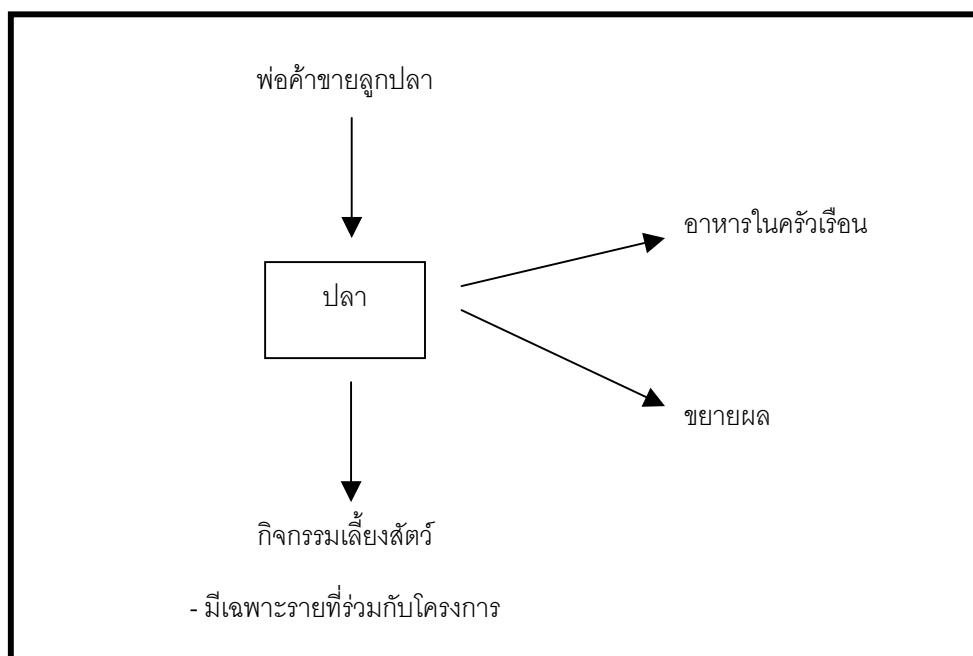 พ่อค้าขายลูกปลา
อาหารในครัวเรือน
ปลา
ขยายผล
กิจกรรมเลี้ยงสัตว์
- มีเฉพาะรายที่ร่วมกับโครงการ